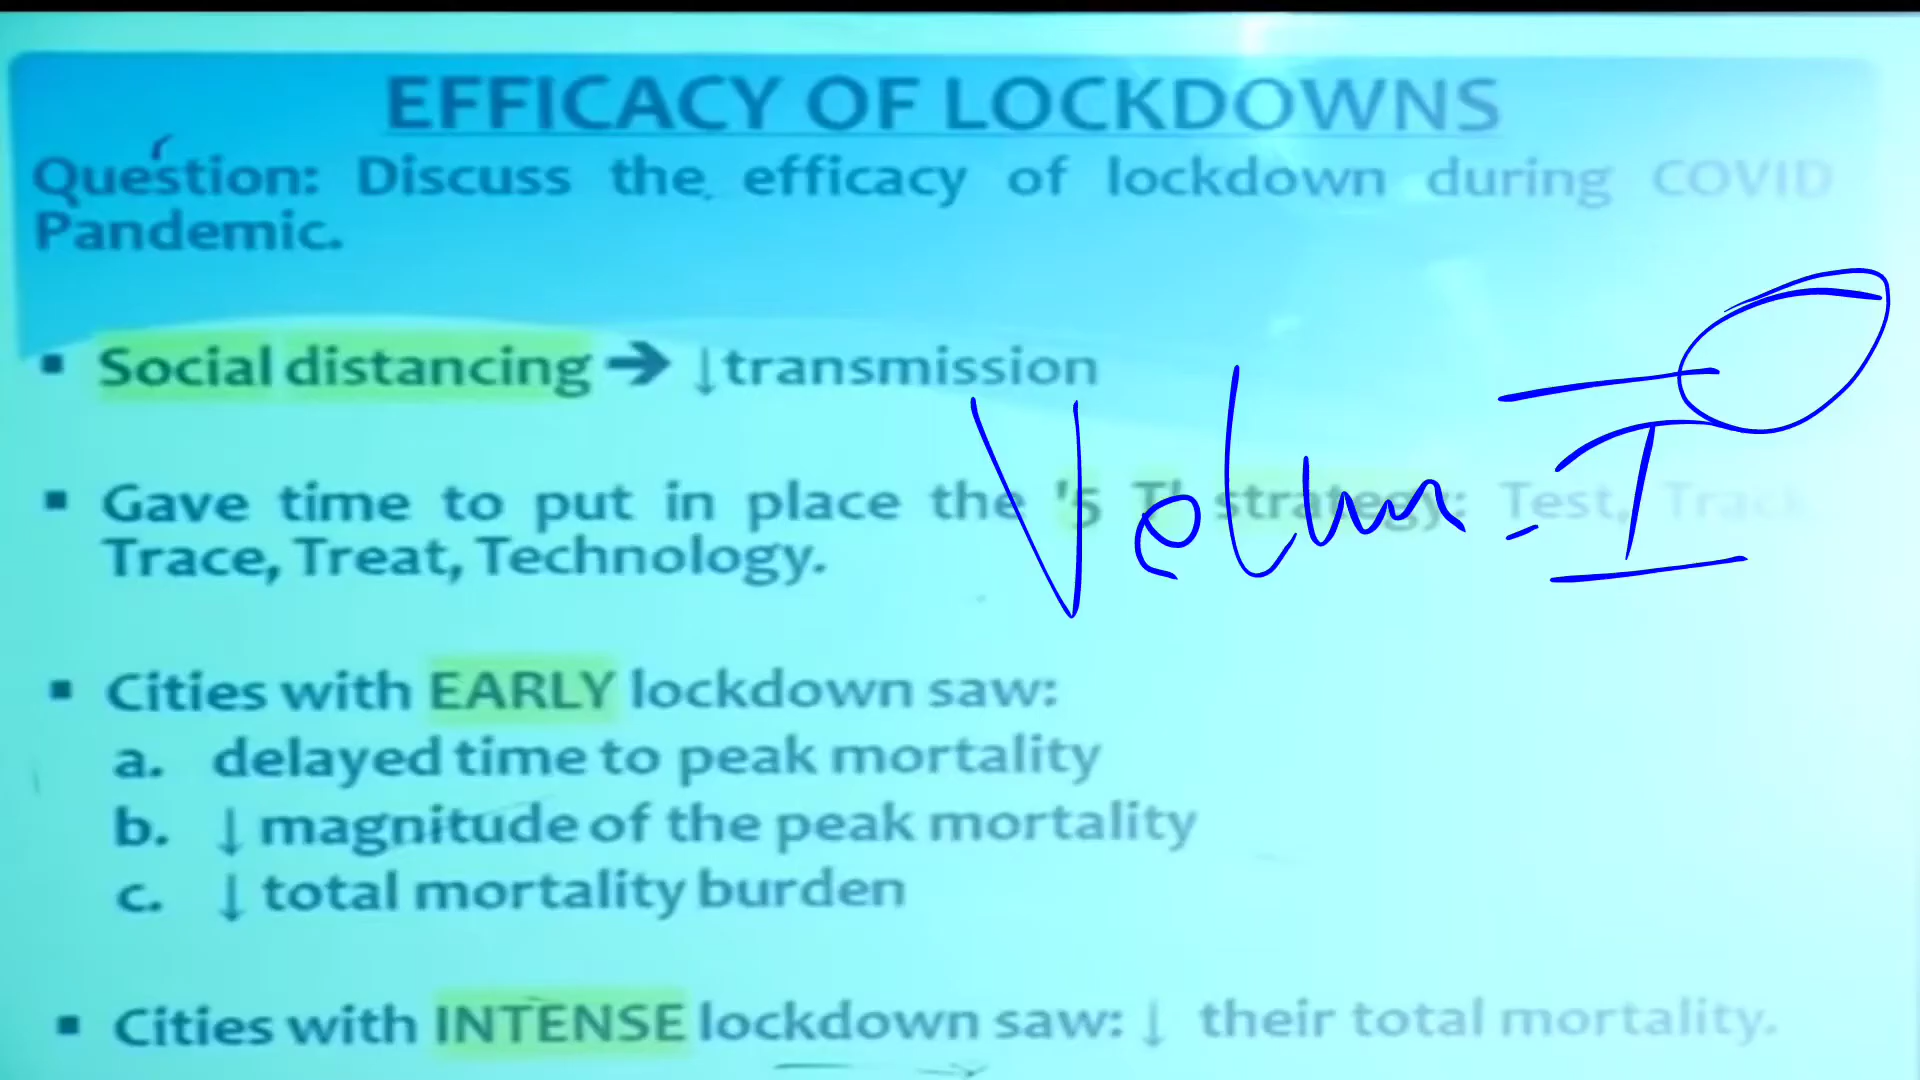 EFFICACY OF LOCKDOWNS
Question: Discuss the efficacy of lockdown during COVID
Pandemic.
▪ Social distancing ➔ ↓transmission
▪ Gave time to put in place the '5 T' strategy: Test, Track
Trace, Treat, Technology.
▪ Cities with EARLY lockdown saw:
a. delayed time to peak mortality
b. ↓ magnitude of the peak mortality
c. ↓ total mortality burden
▪ Cities with INTENSE lockdown saw: ↓ their total mortality.